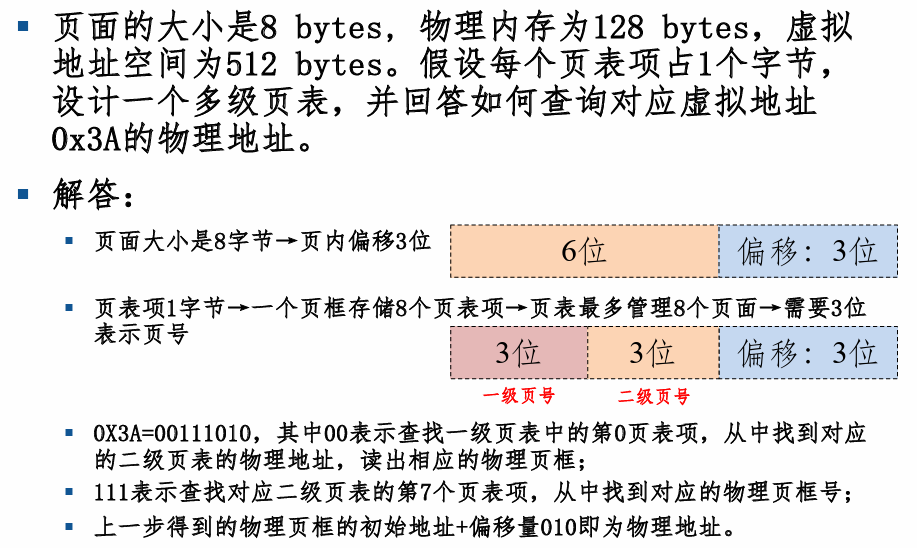 ▪ 页面的大小是8 bytes, 物理内存为128 bytes，虚拟
地址空间为512 bytes。假设每个页表项占1个字节，
设计一个多级页表，并回答如何查询对应虚拟地址
0x3A的物理地址。
▪ 解答：
▪ 页面大小是8字节→页内偏移3位
6位 偏移：3位
▪ 页表项1字节→一个页框存储8个页表项→页表最多管理8个页面→需要3位
表示页号
3位 3位 偏移：3位
一级页号 二级页号
▪ 0X3A=00111010，其中00表示查找一级页表中的第0页表项，从中找到对应
的二级页表的物理地址，读出相应的物理页框；
▪ 111表示查找对应二级页表的第7个页表项，从中找到对应的物理页框号；
▪ 上一步得到的物理页框的初始地址+偏移量010即为物理地址。